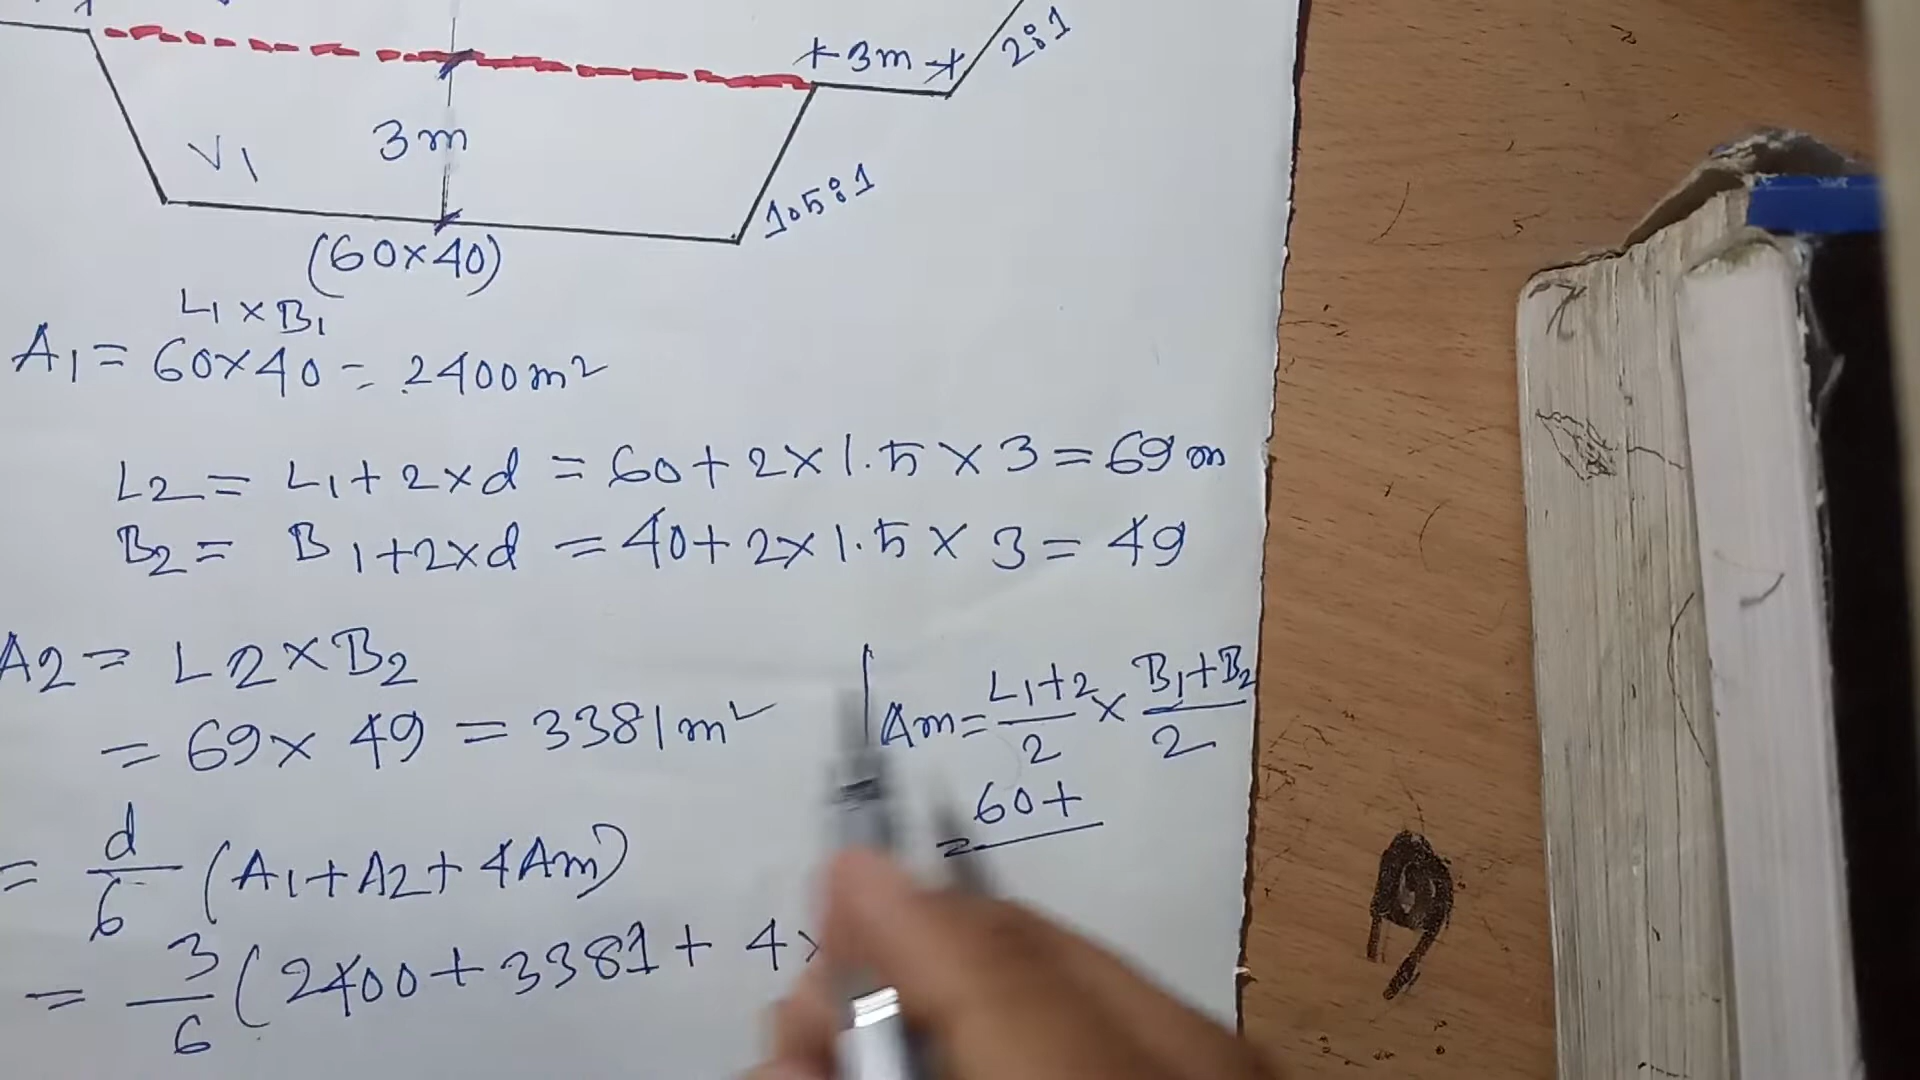 +3m+
2:1
V1
3m
1.5:1
(60×40)
L1 × B1
A1 = 60×40 = 2400m²
L2 = L1 + 2×d = 60 + 2×1.5 × 3 = 69 m
B2 = B1+2×d = 40+2×1.5 × 3 = 49
A2 = L2×B2
= 69× 49 = 3381m²
Am = L1+2/2 × B1+B2/2
= 60+
= d/6 (A1+A2+4Am)
= 3/6 (2400+3381+ 4×